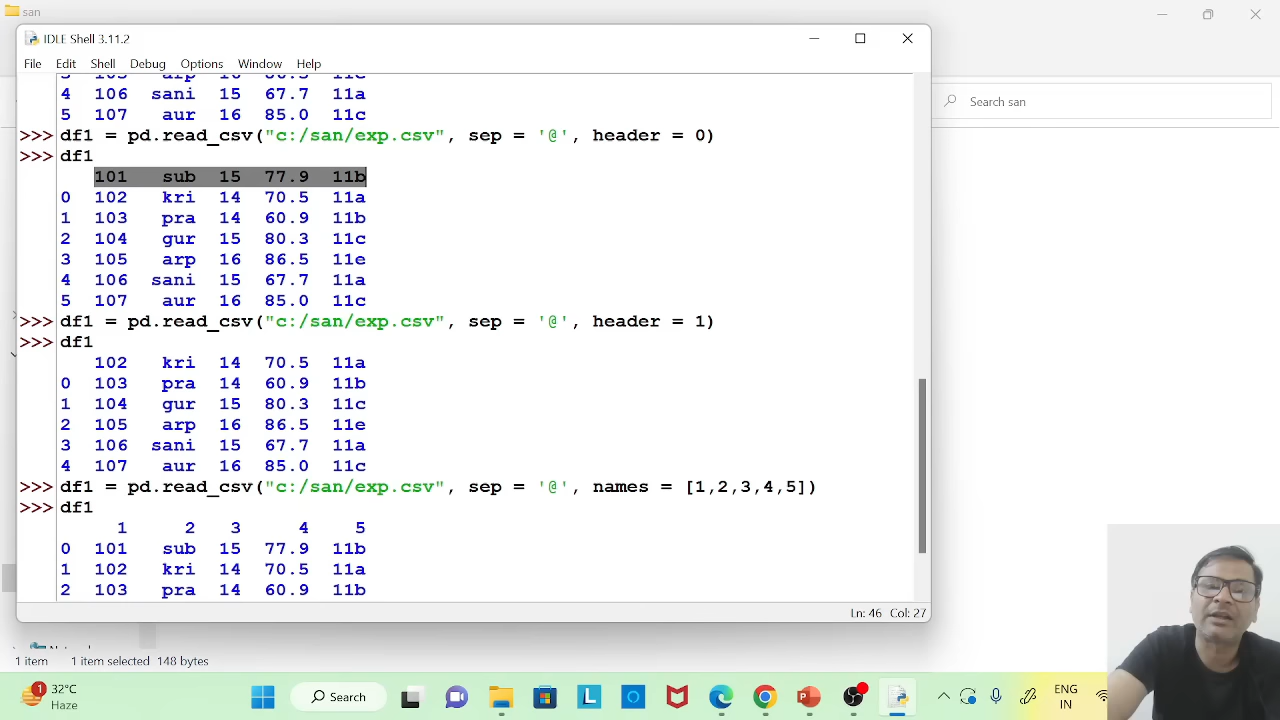 san
IDLE Shell 3.11.2
File Edit Shell Debug Options Window Help
4 106 sani 15 67.7 11a
5 107 aur 16 85.0 11c
>>> df1 = pd.read_csv("c:/san/exp.csv", sep = '@', header = 0)
>>> df1
101 sub 15 77.9 11b
0 102 kri 14 70.5 11a
1 103 pra 14 60.9 11b
2 104 gur 15 80.3 11c
3 105 arp 16 86.5 11e
4 106 sani 15 67.7 11a
5 107 aur 16 85.0 11c
>>> df1 = pd.read_csv("c:/san/exp.csv", sep = '@', header = 1)
>>> df1
102 kri 14 70.5 11a
0 103 pra 14 60.9 11b
1 104 gur 15 80.3 11c
2 105 arp 16 86.5 11e
3 106 sani 15 67.7 11a
4 107 aur 16 85.0 11c
>>> df1 = pd.read_csv("c:/san/exp.csv", sep = '@', names = [1,2,3,4,5])
>>> df1
1 2 3 4 5
0 101 sub 15 77.9 11b
1 102 kri 14 70.5 11a
2 103 pra 14 60.9 11b
Ln: 46 Col: 27
Search san
1 item 1 item selected 148 bytes
1
32°C
Haze
Search
L
ENG
IN